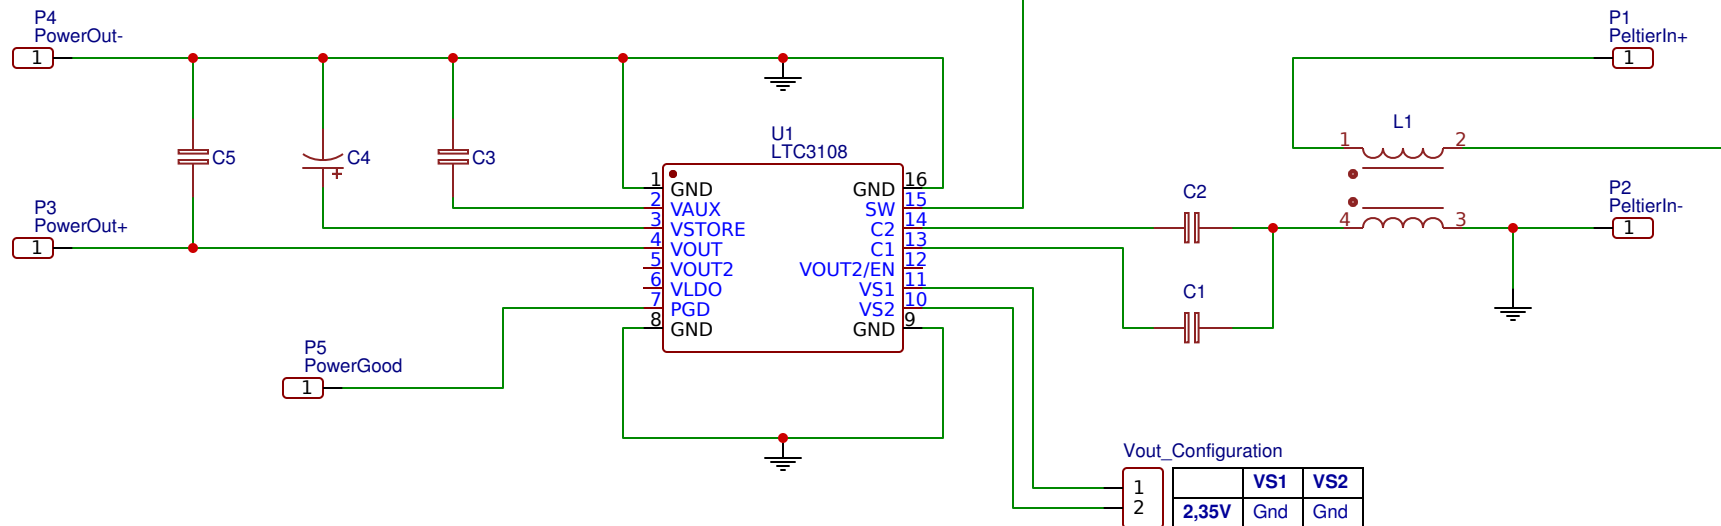 P4
PowerOut-
1
P1
PeltierIn+
1
C5
C4
C3
U1
LTC3108
L1
1 2
4 3
1 GND GND 16
2 VAUX SW 15
3 VSTORE C2 14
4 VOUT C1 13
5 VOUT2 VOUT2/EN 12
6 VLDO VS1 11
7 PGD VS2 10
8 GND GND 9
C2
C1
P2
PeltierIn-
1
P3
PowerOut+
1
P5
PowerGood
1
Vout_Configuration
1
2
VS1 VS2
2,35V Gnd Gnd